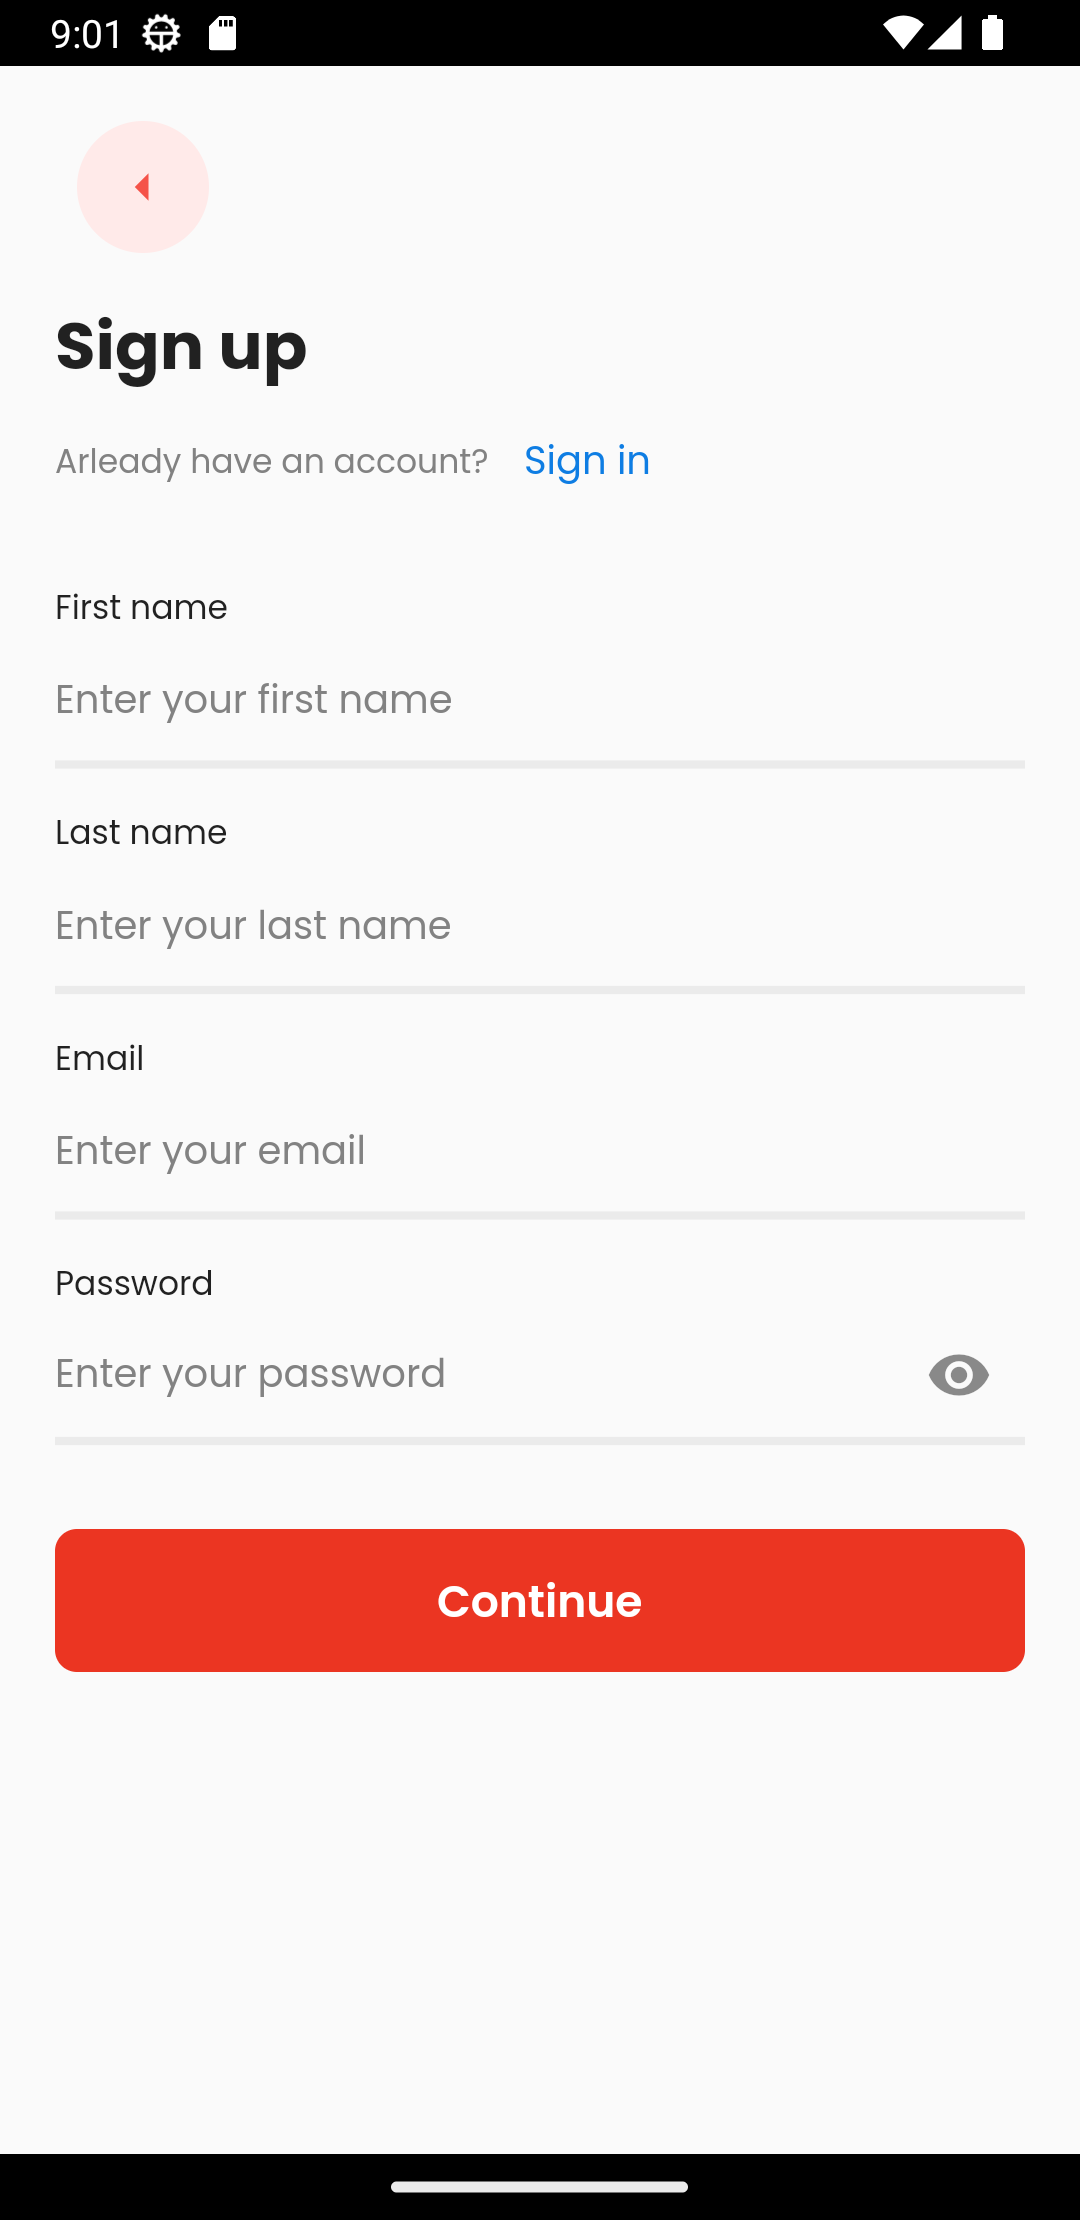 9:01
Sign up
Arleady have an account? Sign in
First name
Enter your first name
Last name
Enter your last name
Email
Enter your email
Password
Enter your password
Continue